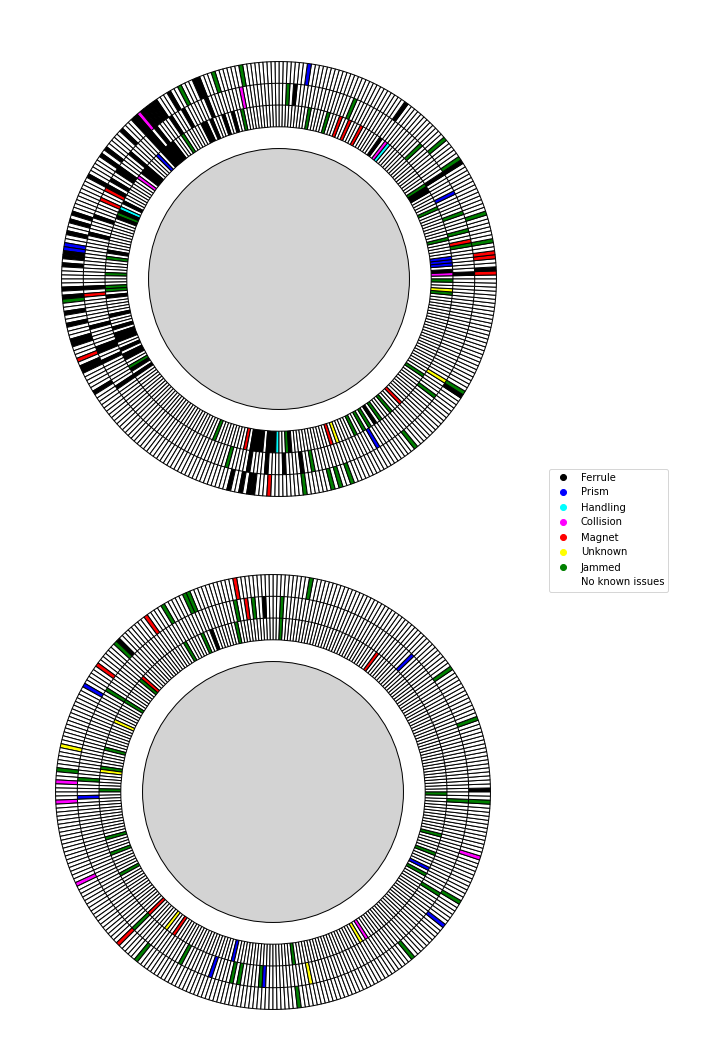 Ferrule
Prism
Handling
Collision
Magnet
Unknown
Jammed
No known issues